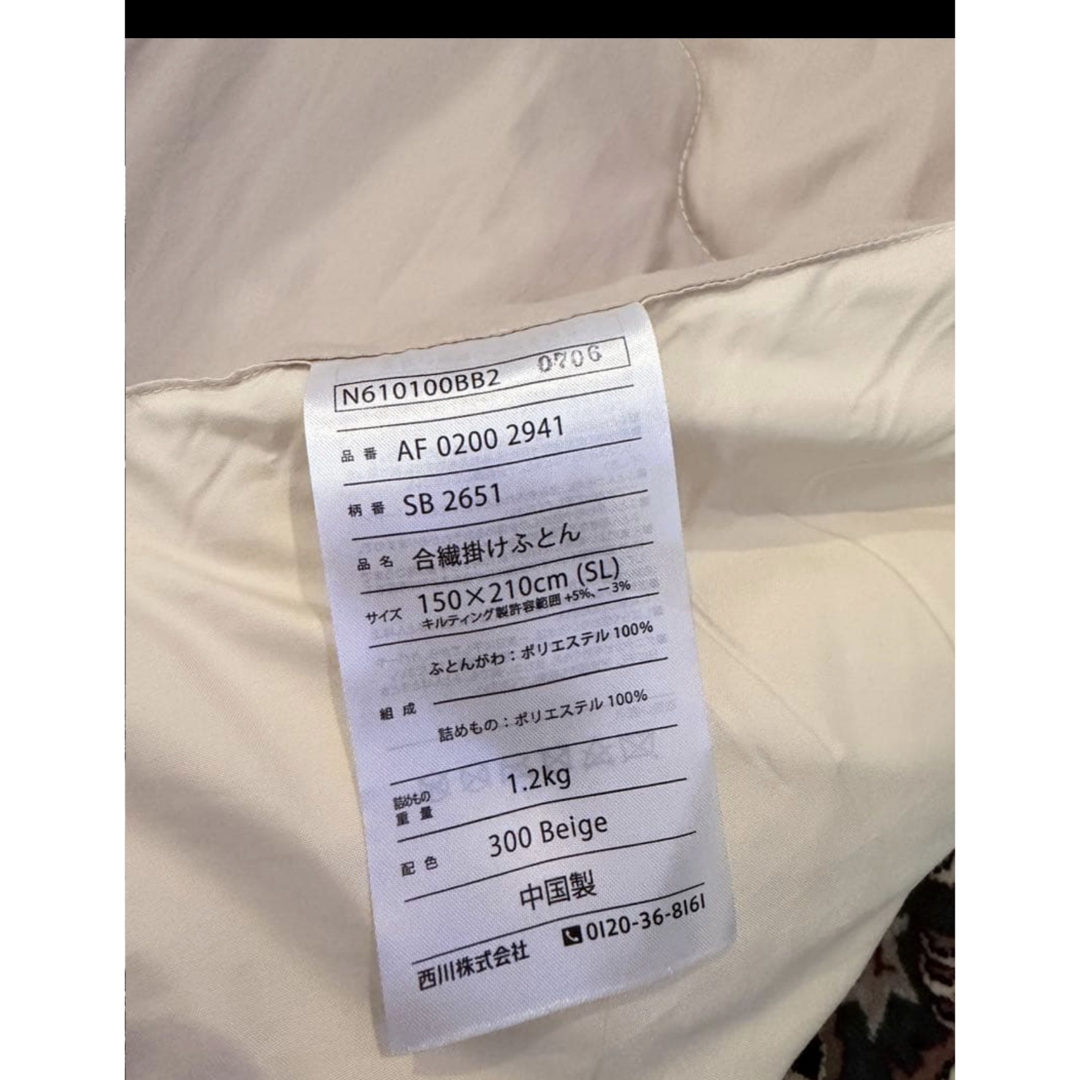 N610100BB2 0706
品番 AF 0200 2941
柄番 SB 2651
品名 合繊掛けふとん
サイズ 150×210cm (SL)
キルティング製許容範囲 +5%、-3%
ふとんがわ：ポリエステル 100%
組成
詰めもの：ポリエステル 100%
詰めもの
重量 1.2kg
配色 300 Beige
中国製
西川株式会社 0120-36-8161